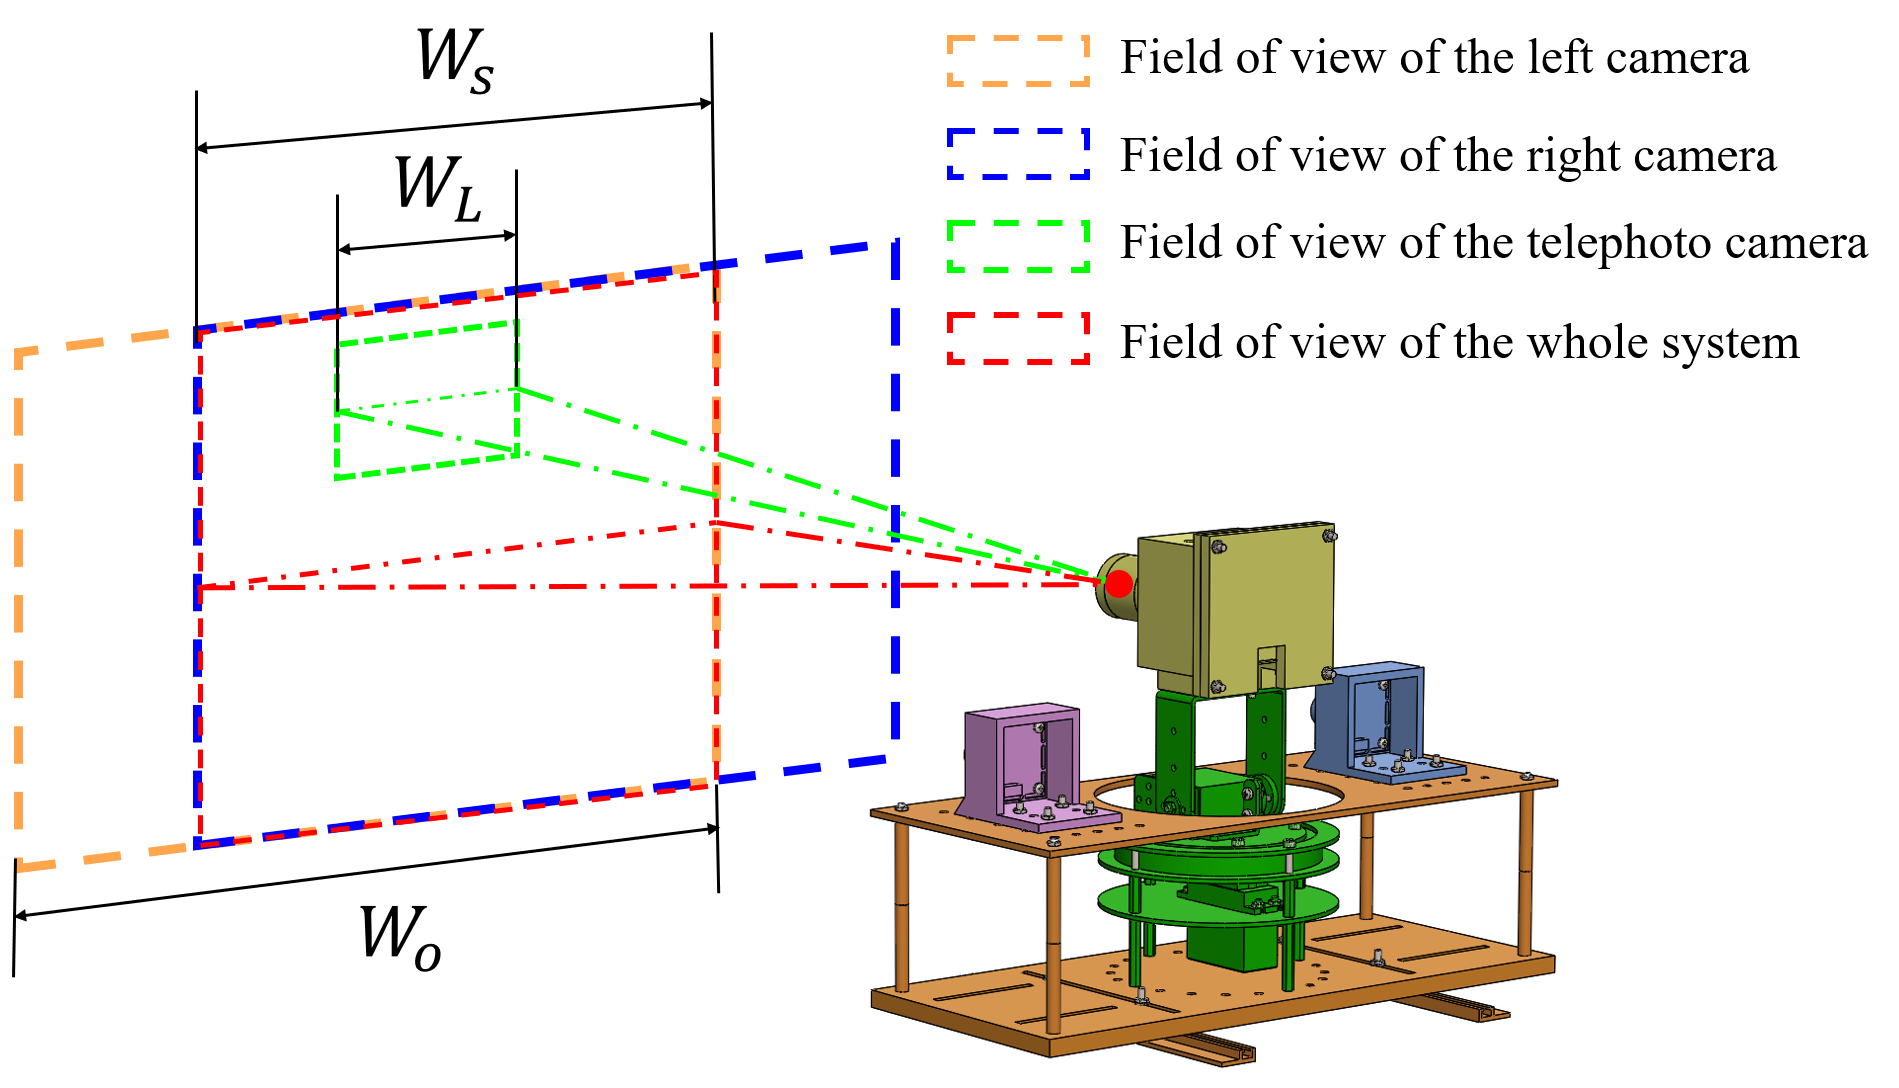 W_s
W_L
W_o
Field of view of the left camera
Field of view of the right camera
Field of view of the telephoto camera
Field of view of the whole system